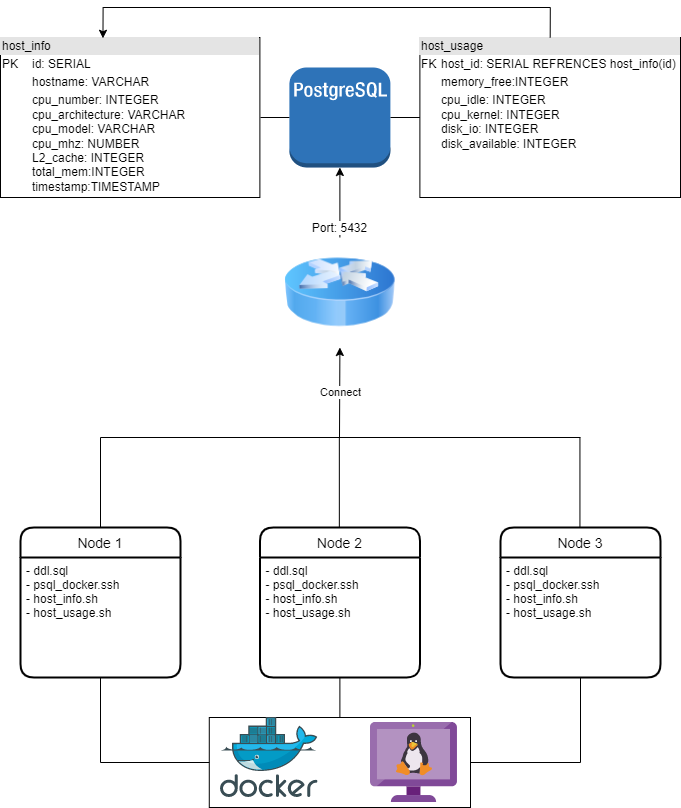 host_info
PK id: SERIAL
hostname: VARCHAR
cpu_number: INTEGER
cpu_architecture: VARCHAR
cpu_model: VARCHAR
cpu_mhz: NUMBER
L2_cache: INTEGER
total_mem:INTEGER
timestamp:TIMESTAMP
PostgreSQL
host_usage
FK host_id: SERIAL REFRENCES host_info(id)
memory_free:INTEGER
cpu_idle: INTEGER
cpu_kernel: INTEGER
disk_io: INTEGER
disk_available: INTEGER
Port: 5432
Connect
Node 1
- ddl.sql
- psql_docker.ssh
- host_info.sh
- host_usage.sh
Node 2
- ddl.sql
- psql_docker.ssh
- host_info.sh
- host_usage.sh
Node 3
- ddl.sql
- psql_docker.ssh
- host_info.sh
- host_usage.sh
docker